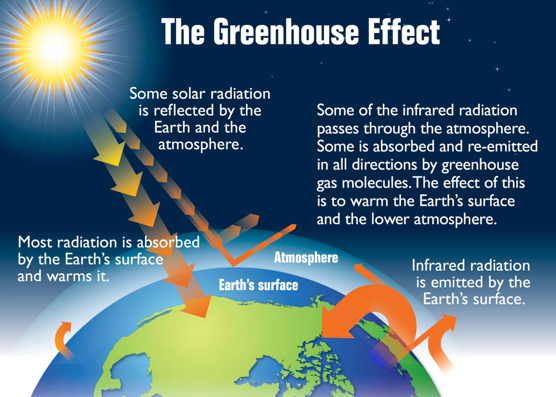 The Greenhouse Effect
Some solar radiation
is reflected by the
Earth and the
atmosphere.
Some of the infrared radiation
passes through the atmosphere.
Some is absorbed and re-emitted
in all directions by greenhouse
gas molecules. The effect of this
is to warm the Earth's surface
and the lower atmosphere.
Most radiation is absorbed
by the Earth's surface
and warms it.
Atmosphere
Earth's surface
Infrared radiation
is emitted by the
Earth's surface.